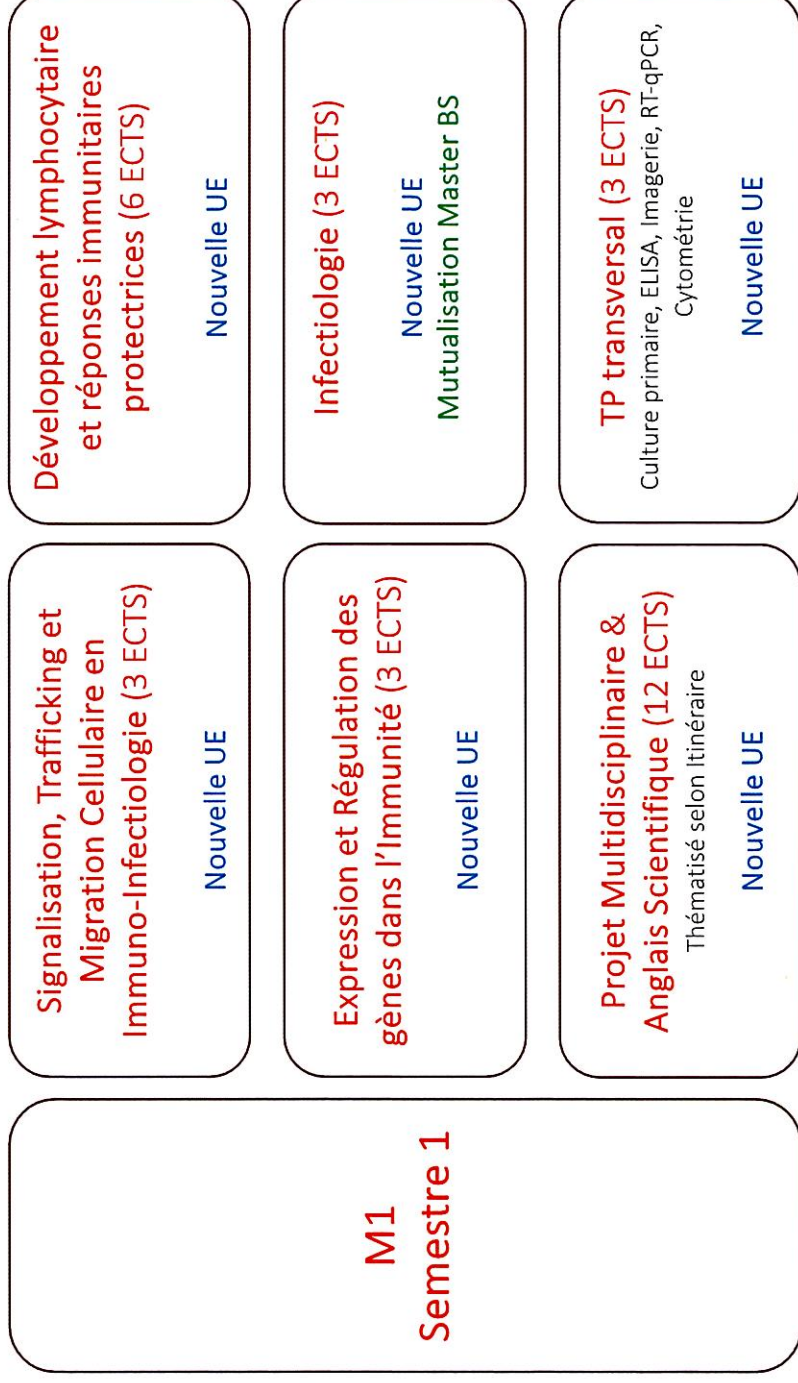 M1
Semestre 1
Signalisation, Trafficking et
Migration Cellulaire en
Immuno-Infectiologie (3 ECTS)
Nouvelle UE
Développement lymphocytaire
et réponses immunitaires
protectrices (6 ECTS)
Nouvelle UE
Expression et Régulation des
gènes dans l'Immunité (3 ECTS)
Nouvelle UE
Infectiologie (3 ECTS)
Nouvelle UE
Mutualisation Master BS
Projet Multidisciplinaire &
Anglais Scientifique (12 ECTS)
Thématisé selon Itinéraire
Nouvelle UE
TP transversal (3 ECTS)
Culture primaire, ELISA, Imagerie, RT-qPCR,
Cytométrie
Nouvelle UE